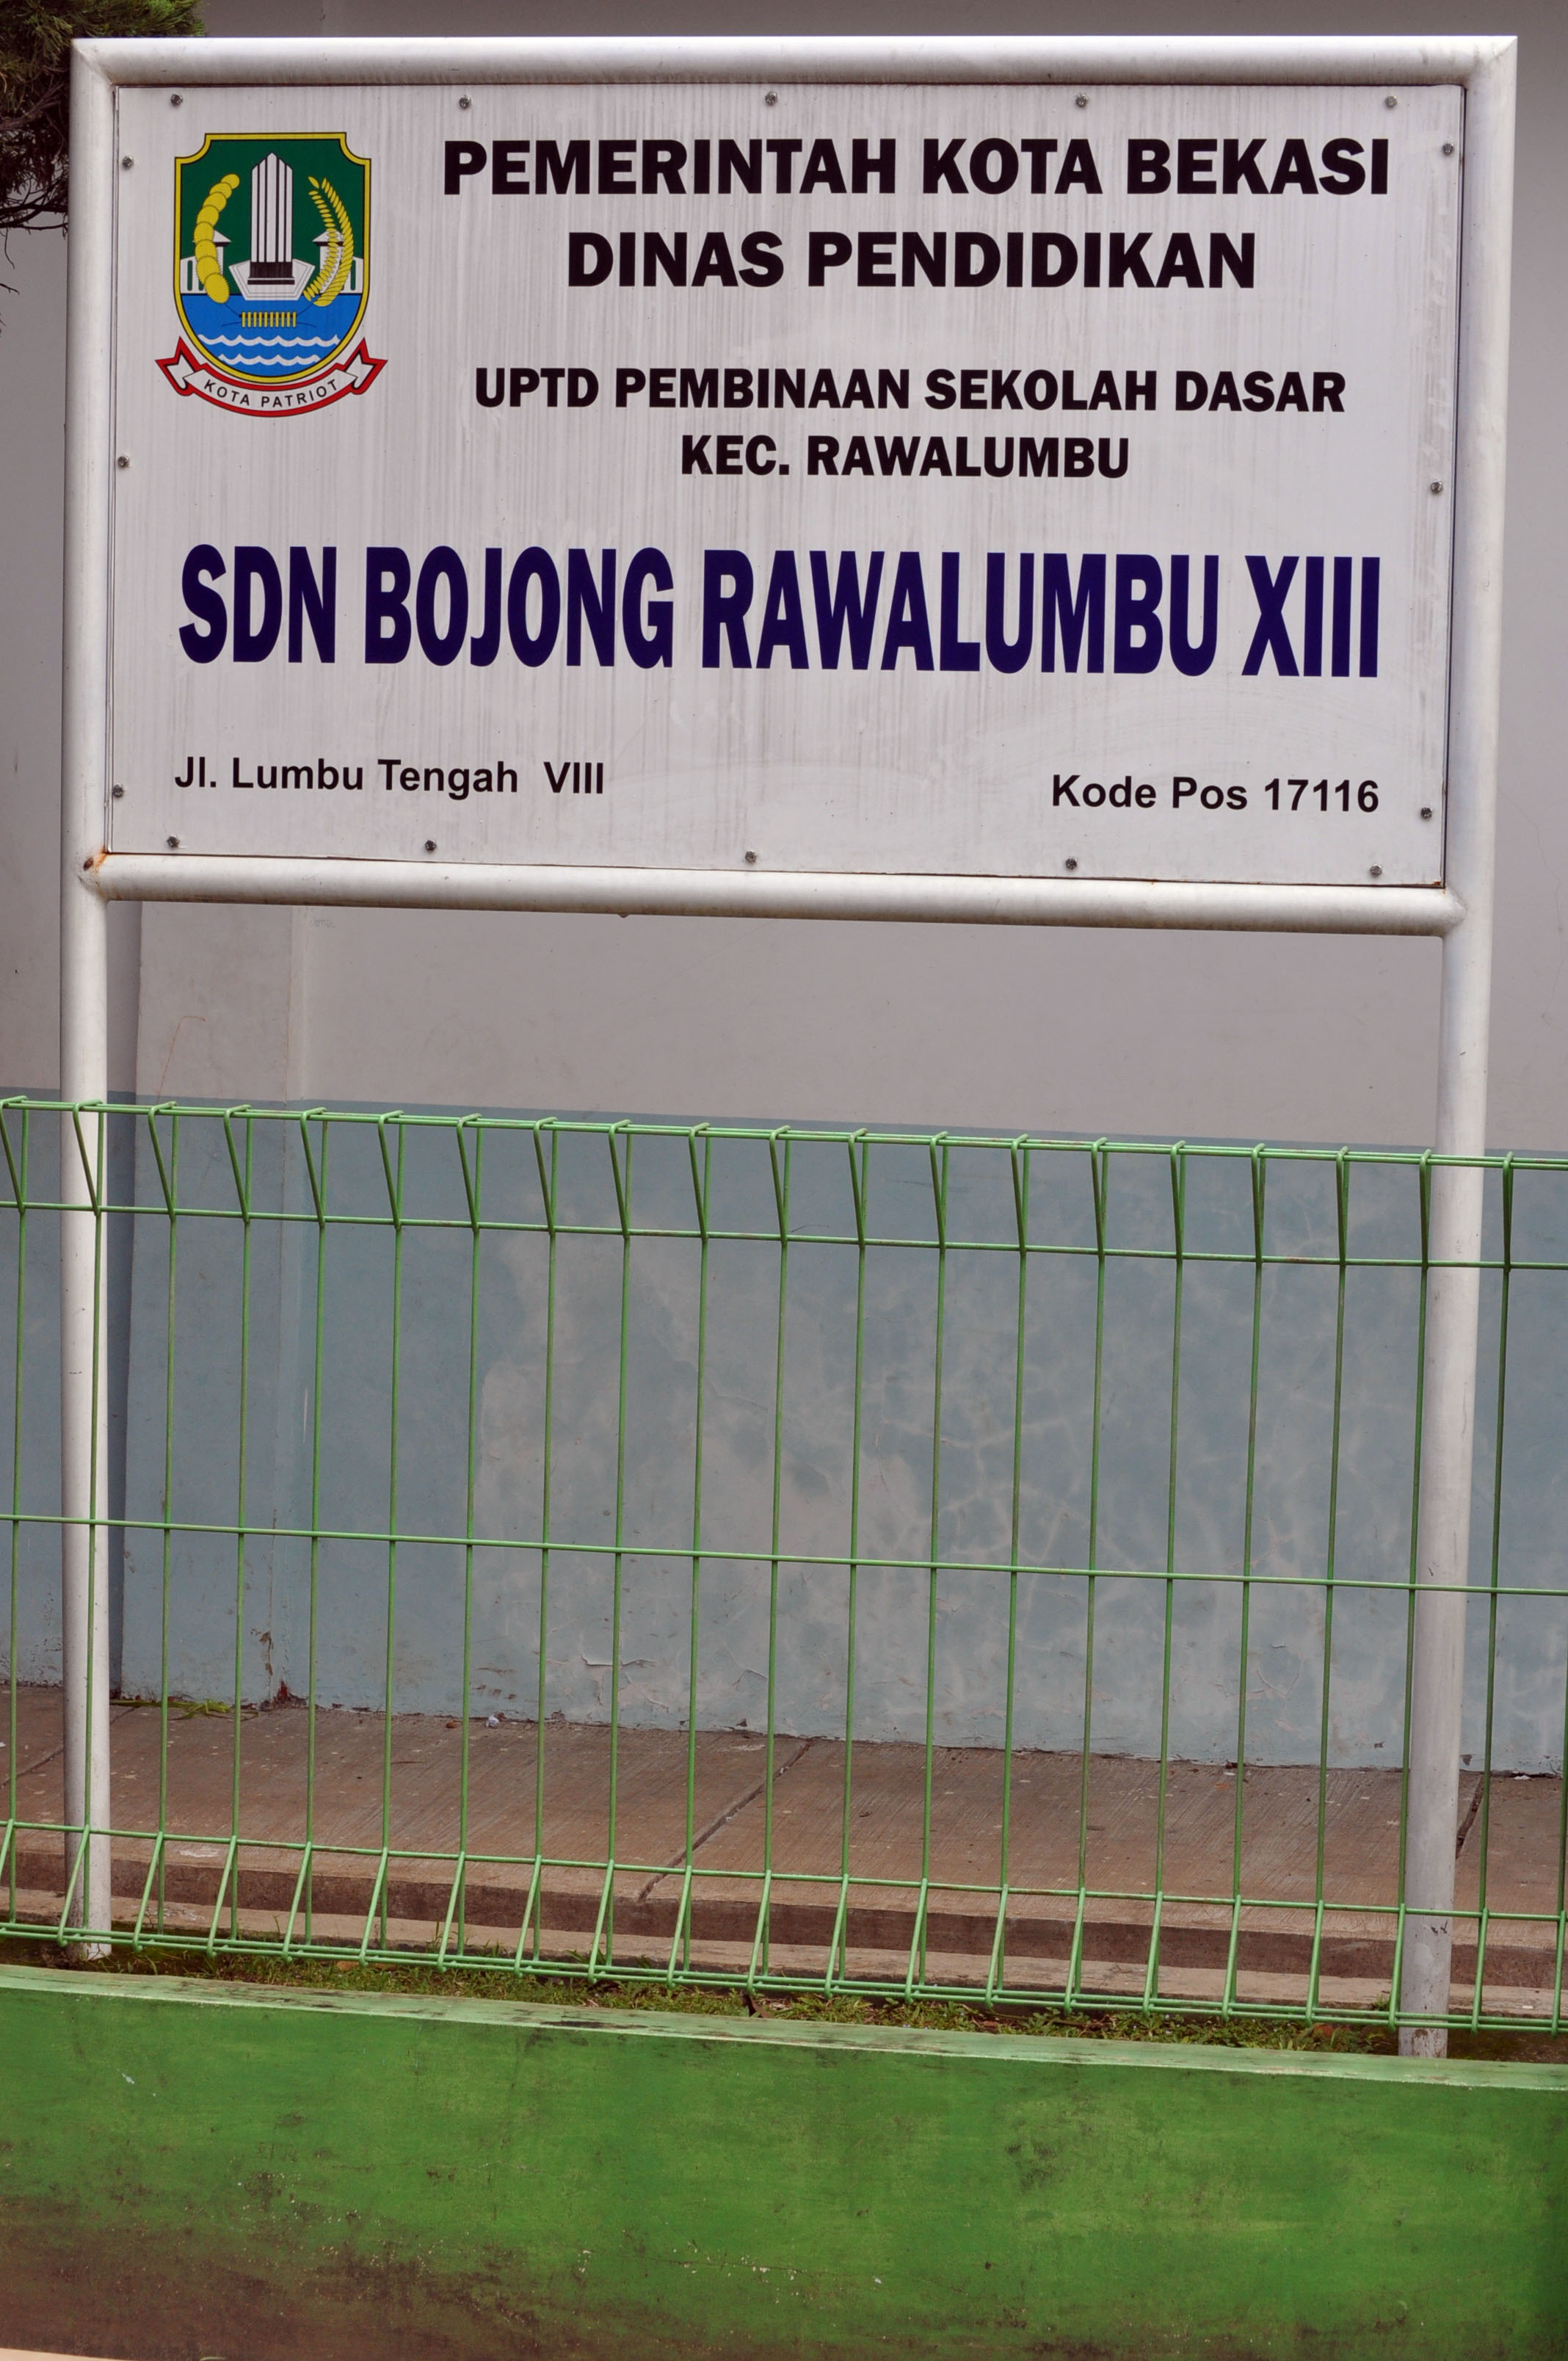 PEMERINTAH KOTA BEKASI
DINAS PENDIDIKAN
KOTA PATRIOT
UPTD PEMBINAAN SEKOLAH DASAR
KEC. RAWALUMBU
SDN BOJONG RAWALUMBU XIII
Jl. Lumbu Tengah VIII
Kode Pos 17116